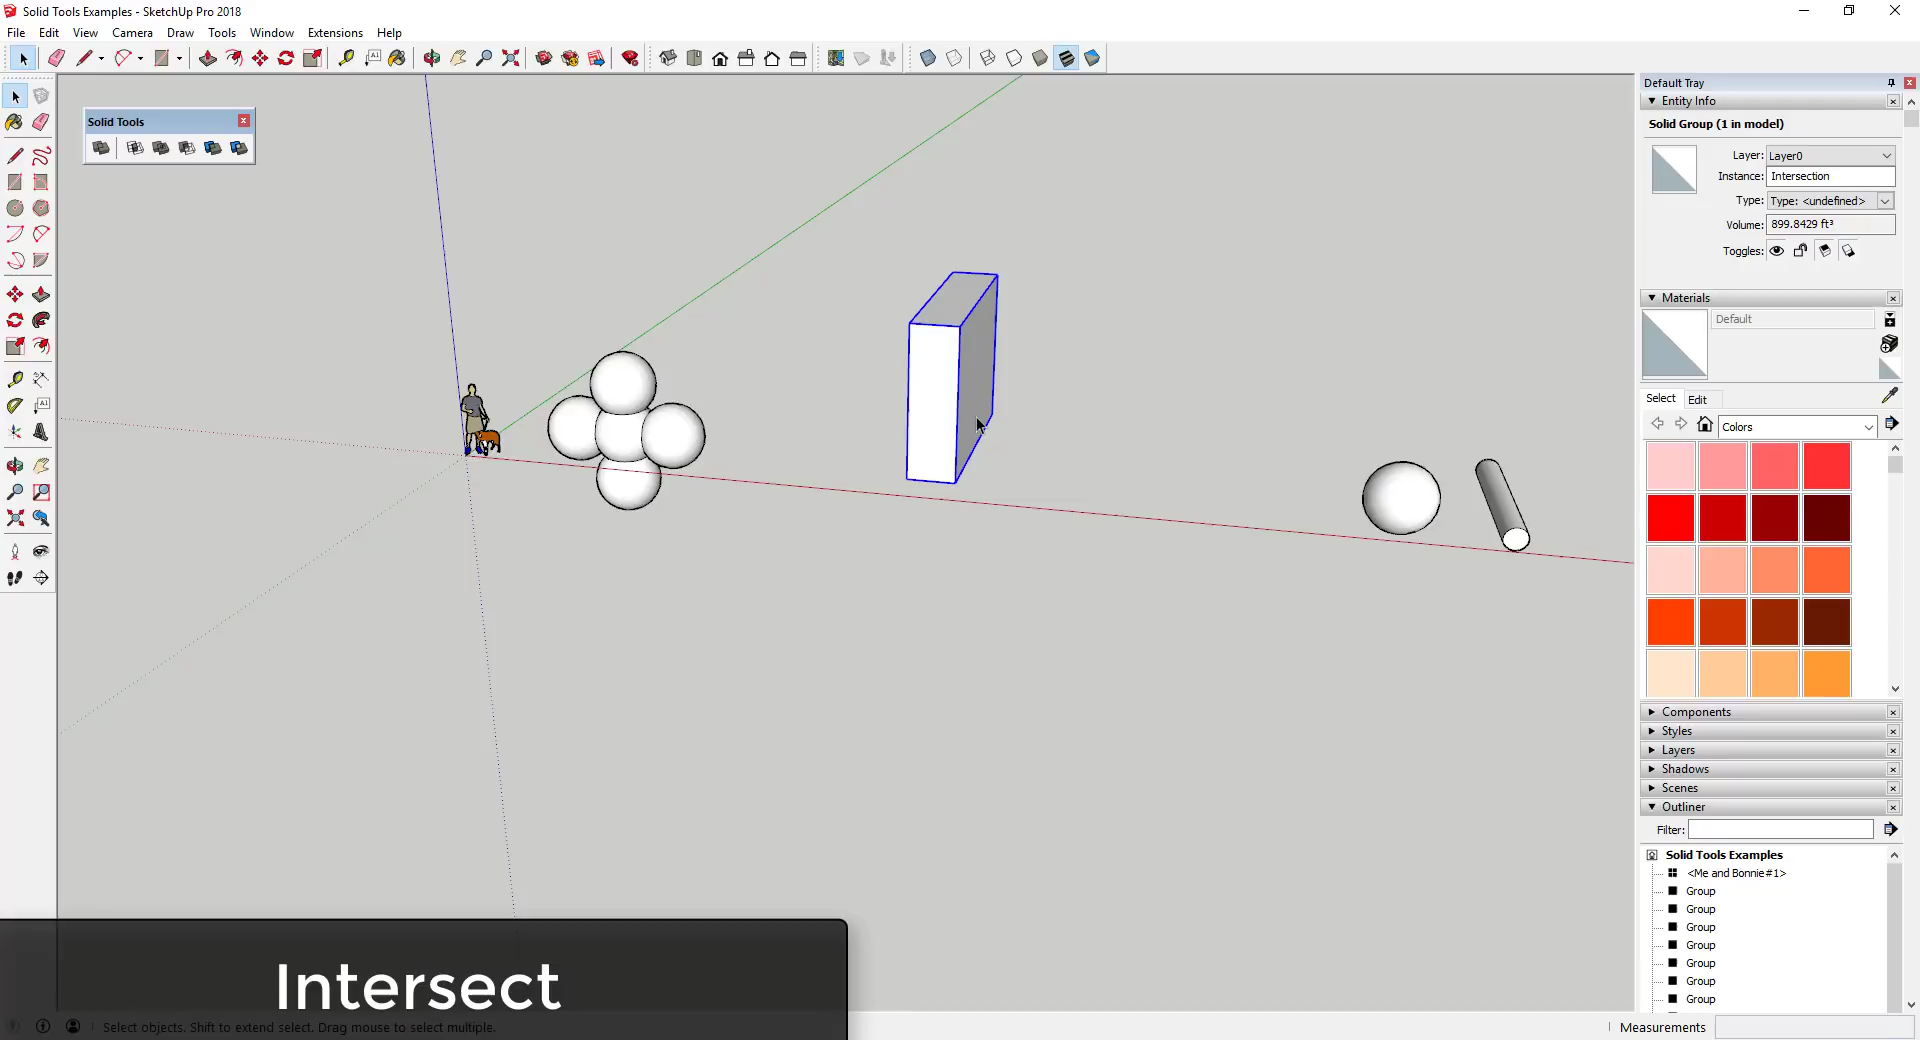 Solid Tools Examples - SketchUp Pro 2018
File Edit View Camera Draw Tools Window Extensions Help
Default Tray
Entity Info
Solid Group (1 in model)
Layer: Layer0
Instance: Intersection
Type: Type: <undefined>
Volume: 899.8429 ft³
Toggles:
Solid Tools
Materials
Default
Select Edit
Colors
Components
Styles
Layers
Shadows
Scenes
Outliner
Filter:
Solid Tools Examples
<Me and Bonnie#1>
Group
Group
Group
Group
Group
Group
Group
Intersect
Select objects. Shift to extend select. Drag mouse to select multiple.
Measurements